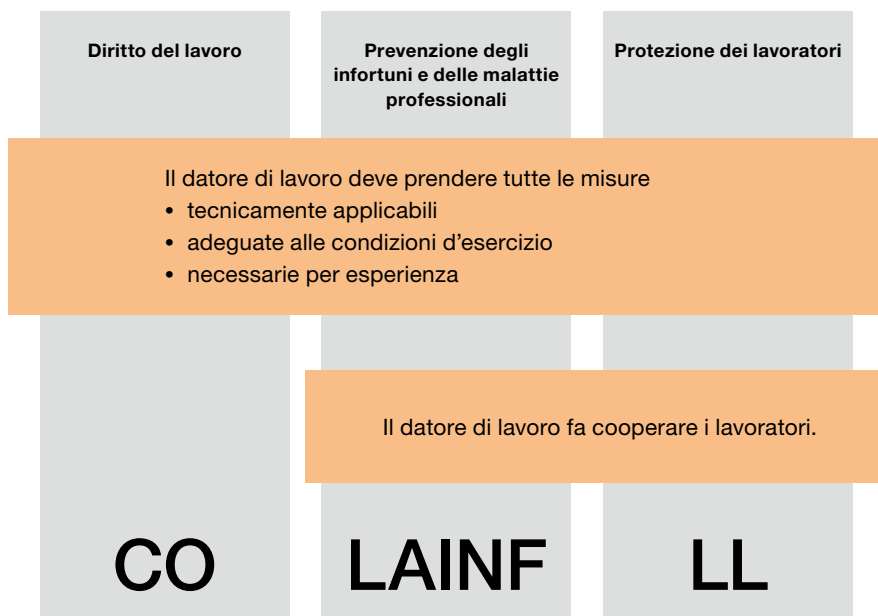 Diritto del lavoro
Prevenzione degli
infortuni e delle malattie
professionali
Protezione dei lavoratori
Il datore di lavoro deve prendere tutte le misure
• tecnicamente applicabili
• adeguate alle condizioni d'esercizio
• necessarie per esperienza
Il datore di lavoro fa cooperare i lavoratori.
CO
LAINF
LL